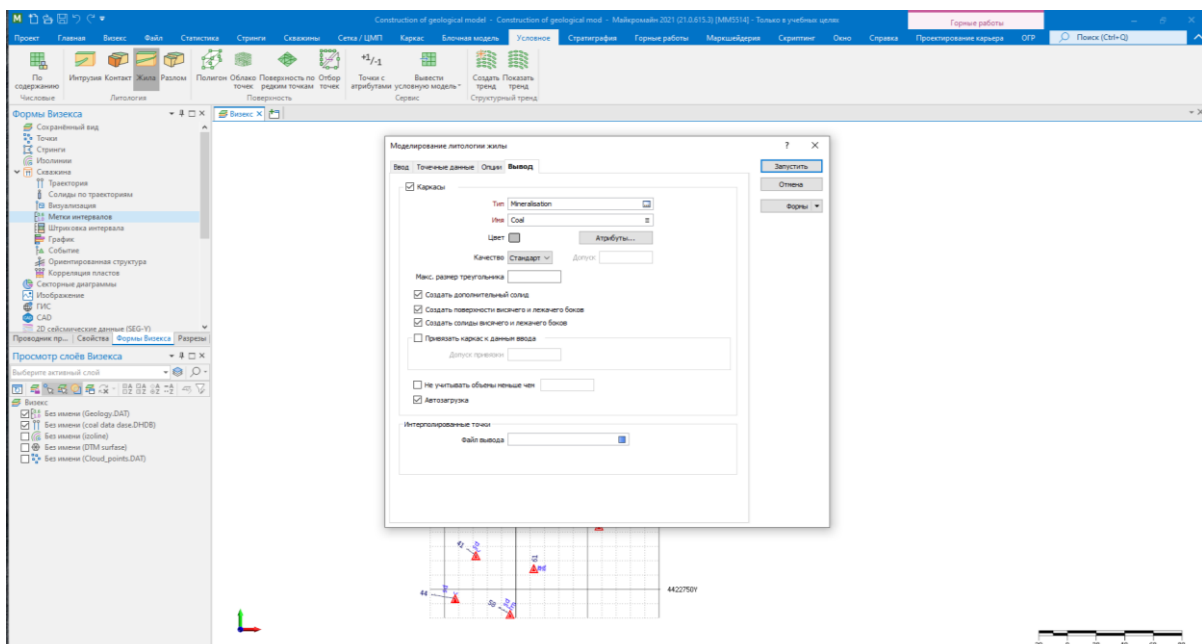 Construction of geological model - Construction of geological mod - Майкромайн 2021 (21.0.615.3) [MM5514] - Только в учебных целях
Горные работы
Проект Главная Визекс Файл Статистика Стринги Скважины Сетка / ЦМП Каркас Блочная модель Условное Стратиграфия Горные работы Маркшейдерия Скриптинг Окно Справка Проектирование карьера ОГР Поиск (Ctrl+Q)
По содержанию Интрузия Контакт Жила Разлом Полигон Облако точек Поверхность по редким точкам Отбор точек Точки с атрибутами Вывести условную модель Создать тренд Показать тренд
Числовые Литология Поверхность Сервис Структурный тренд
Формы Визекса
Визекс
Сохранённый вид
Точки
Стринги
Изолинии
Скважина
Траектория
Солиды по траекториям
Визуализация
Метки интервалов
Штриховка интервала
График
Событие
Ориентированная структура
Корреляция пластов
Секторные диаграммы
Изображение
ГИС
CAD
2D сейсмические данные (SEG-Y)
Проводник пр... Свойства Формы Визекса Разрезы
Просмотр слоёв Визекса
Выберите активный слой
Визекс
Без имени (Geology.DAT)
Без имени (coal data dase.DHDB)
Без имени (izoline)
Без имени (DTM surfase)
Без имени (Cloud_points.DAT)
Моделирование литологии жилы
Ввод Точечные данные Опции Вывод
Запустить
Отмена
Формы
Каркасы
Тип Mineralisation
Имя Coal
Цвет Атрибуты...
Качество Стандарт Допуск
Макс. размер треугольника
Создать дополнительный солид
Создать поверхности висячего и лежачего боков
Создать солиды висячего и лежачего боков
Привязать каркас к данным ввода
Допуск привязки
Не учитывать объемы меньше чем
Автозагрузка
Интерполированные точки
Файл вывода
41
61
44
58
4422750Y